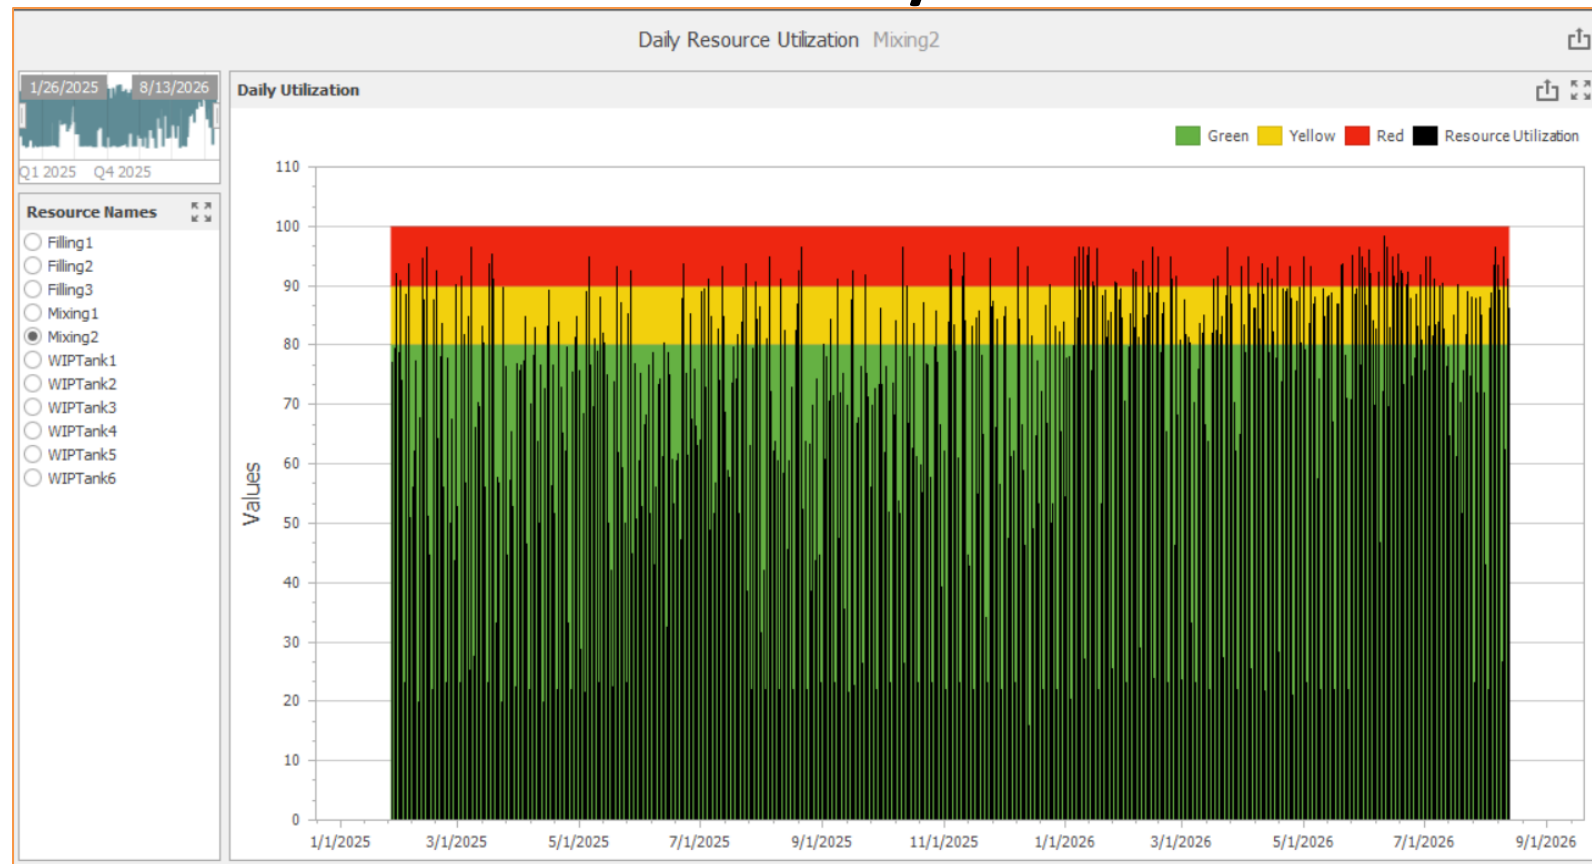 Daily Resource Utilization Mixing2
1/26/2025 8/13/2026
Q1 2025 Q4 2025
Resource Names
Filling1
Filling2
Filling3
Mixing1
Mixing2
WIPTank1
WIPTank2
WIPTank3
WIPTank4
WIPTank5
WIPTank6
Daily Utilization
Green Yellow Red Resource Utilization
110
100
90
80
70
60
50
40
30
20
10
0
Values
1/1/2025 3/1/2025 5/1/2025 7/1/2025 9/1/2025 11/1/2025 1/1/2026 3/1/2026 5/1/2026 7/1/2026 9/1/2026